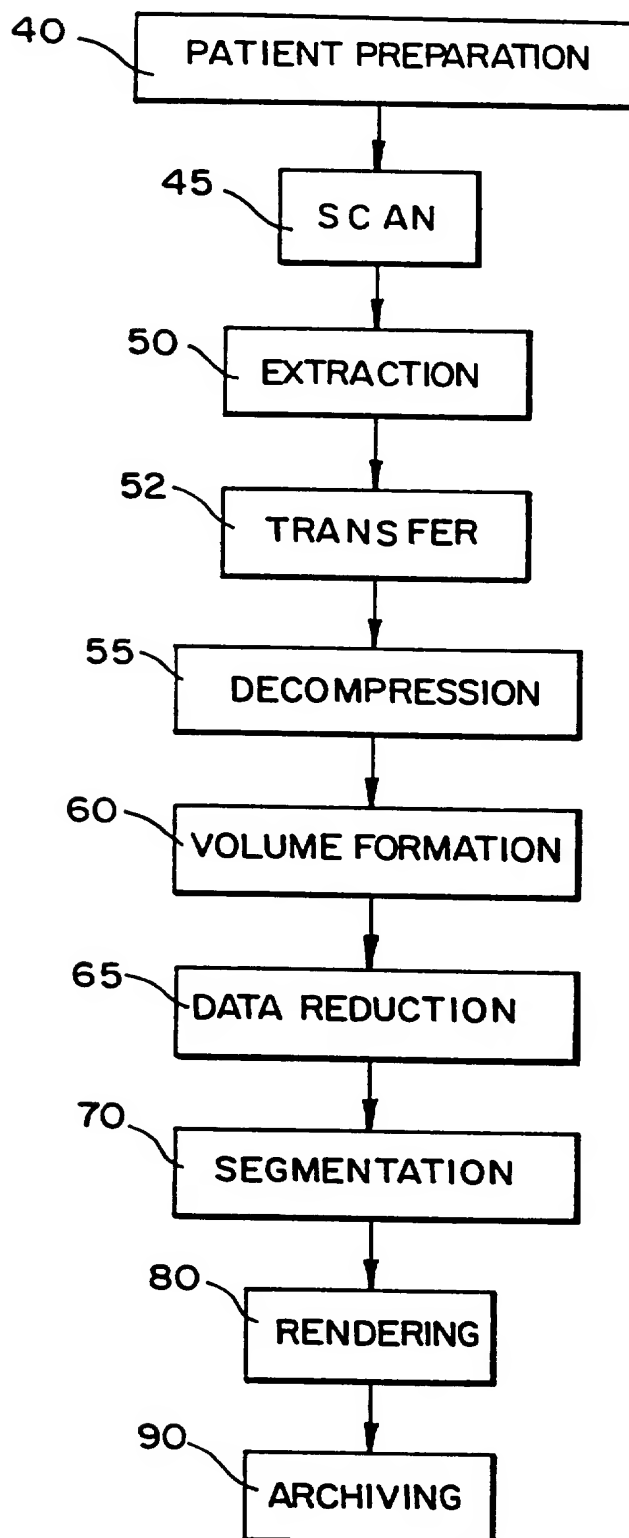 40
PATIENT PREPARATION
45
SCAN
50
EXTRACTION
52
TRANSFER
55
DECOMPRESSION
60
VOLUME FORMATION
65
DATA REDUCTION
70
SEGMENTATION
80
RENDERING
90
ARCHIVING